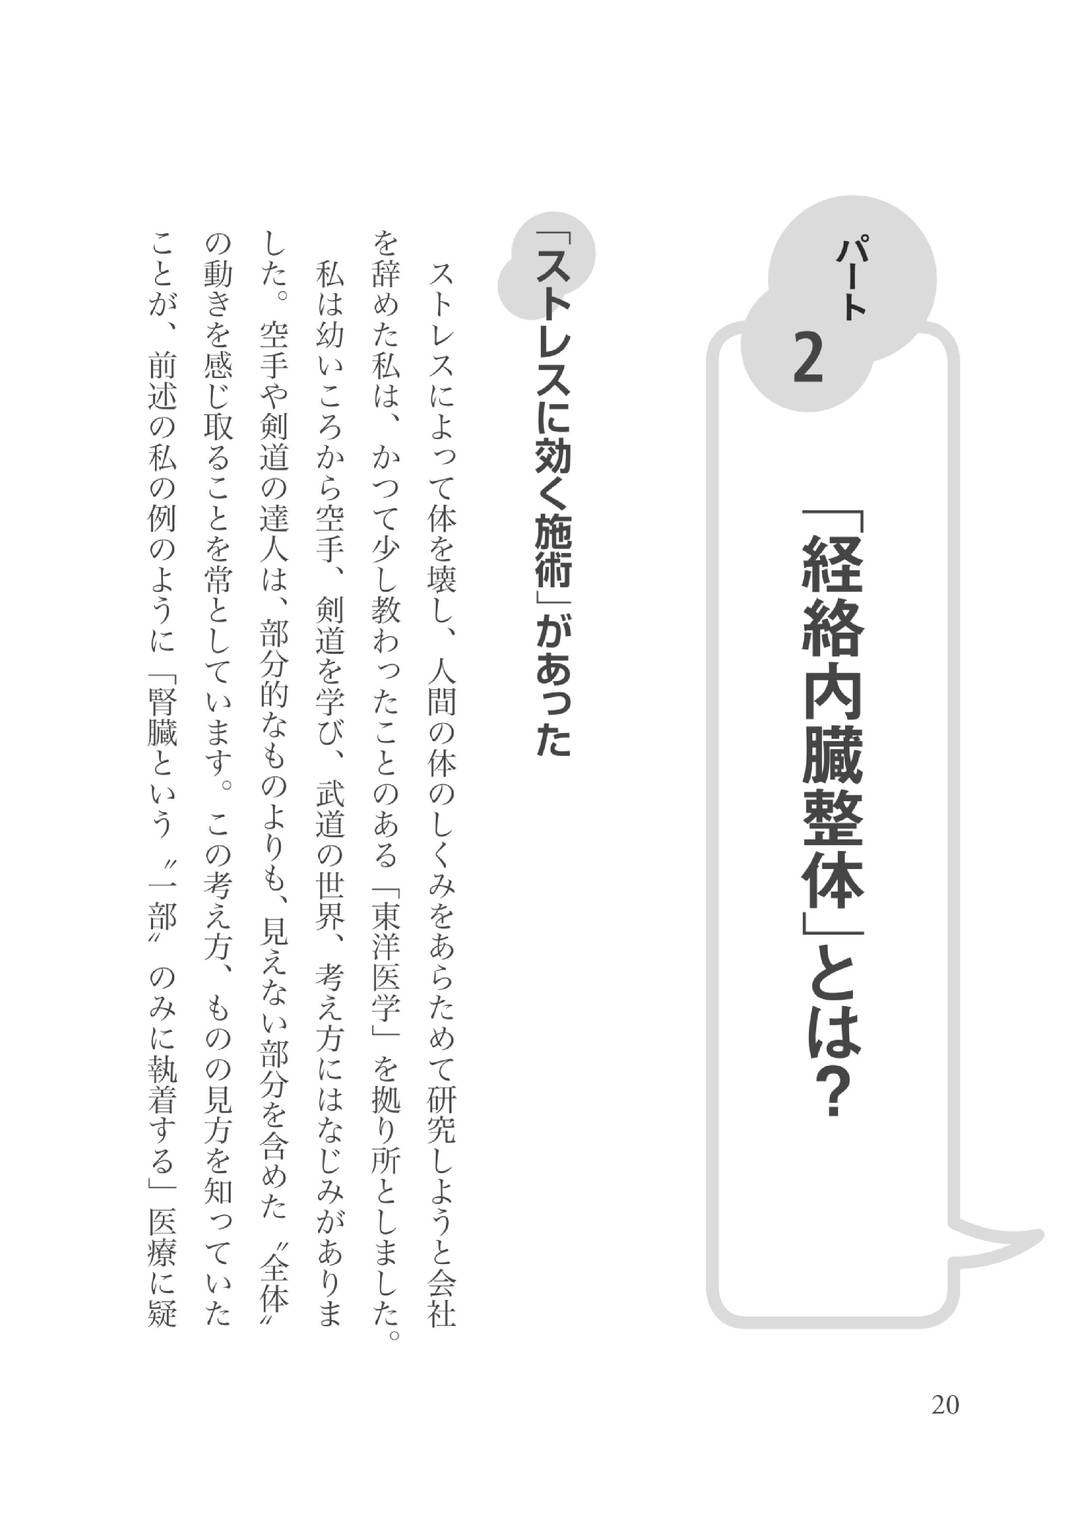 パート
2
「経絡内臓整体」とは？
「ストレスに効く施術」があった
　ストレスによって体を壊し、人間の体のしくみをあらためて研究しようと会社
を辞めた私は、かつて少し教わったことのある「東洋医学」を拠り所としました。
　私は幼いころから空手、剣道を学び、武道の世界、考え方にはなじみがありま
した。空手や剣道の達人は、部分的なものよりも、見えない部分を含めた〝全体〟
の動きを感じ取ることを常としています。この考え方、ものの見方を知っていた
ことが、前述の私の例のように「腎臓という〝一部〟のみに執着する」医療に疑
20